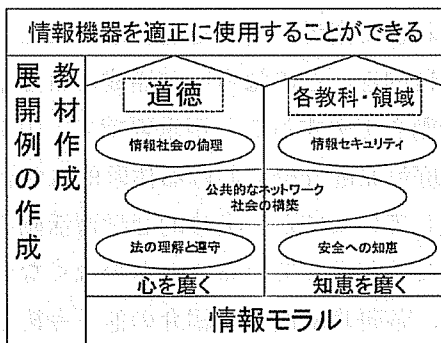 情報機器を適正に使用することができる
教材作成
展開例の作成
道徳
各教科・領域
情報社会の倫理
情報セキュリティ
公共的なネットワーク
社会の構築
法の理解と遵守
安全への知恵
心を磨く
知恵を磨く
情報モラル